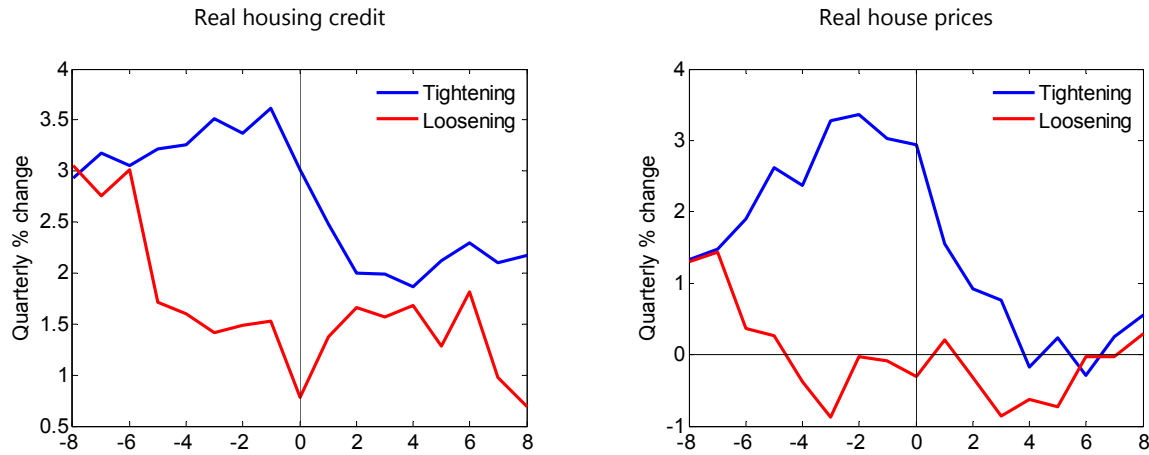 Real housing credit
4
3.5
3
2.5
2
1.5
1
0.5
Quarterly % change
Tightening
Loosening
-8 -6 -4 -2 0 2 4 6 8
Real house prices
4
3
2
1
0
-1
Quarterly % change
Tightening
Loosening
-8 -6 -4 -2 0 2 4 6 8